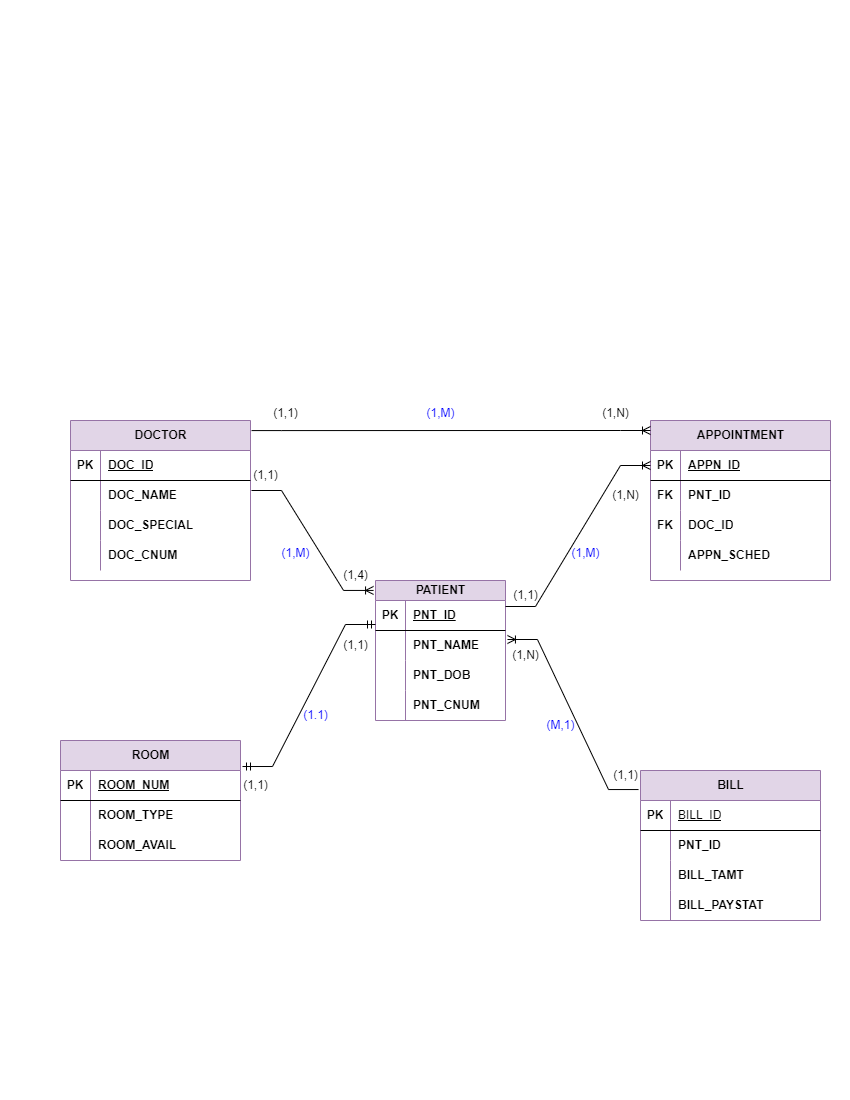 (1,1) (1,M) (1,N)
DOCTOR
PK DOC_ID
DOC_NAME
DOC_SPECIAL
DOC_CNUM
APPOINTMENT
PK APPN_ID
FK PNT_ID
FK DOC_ID
APPN_SCHED
(1,1)
(1,M)
(1,4)
(1,N)
(1,M)
(1,1)
PATIENT
PK PNT_ID
PNT_NAME
PNT_DOB
PNT_CNUM
(1,1)
(1.1)
(1,1)
(1,N)
(M,1)
(1,1)
ROOM
PK ROOM_NUM
ROOM_TYPE
ROOM_AVAIL
BILL
PK BILL_ID
PNT_ID
BILL_TAMT
BILL_PAYSTAT